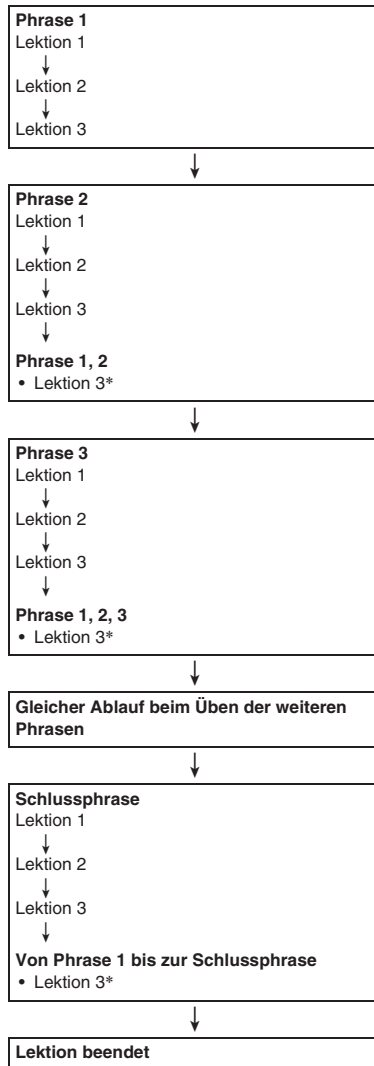 Phrase 1
Lektion 1
Lektion 2
Lektion 3
Phrase 2
Lektion 1
Lektion 2
Lektion 3
Phrase 1, 2
• Lektion 3*
Phrase 3
Lektion 1
Lektion 2
Lektion 3
Phrase 1, 2, 3
• Lektion 3*
Gleicher Ablauf beim Üben der weiteren
Phrasen
Schlussphrase
Lektion 1
Lektion 2
Lektion 3
Von Phrase 1 bis zur Schlussphrase
• Lektion 3*
Lektion beendet